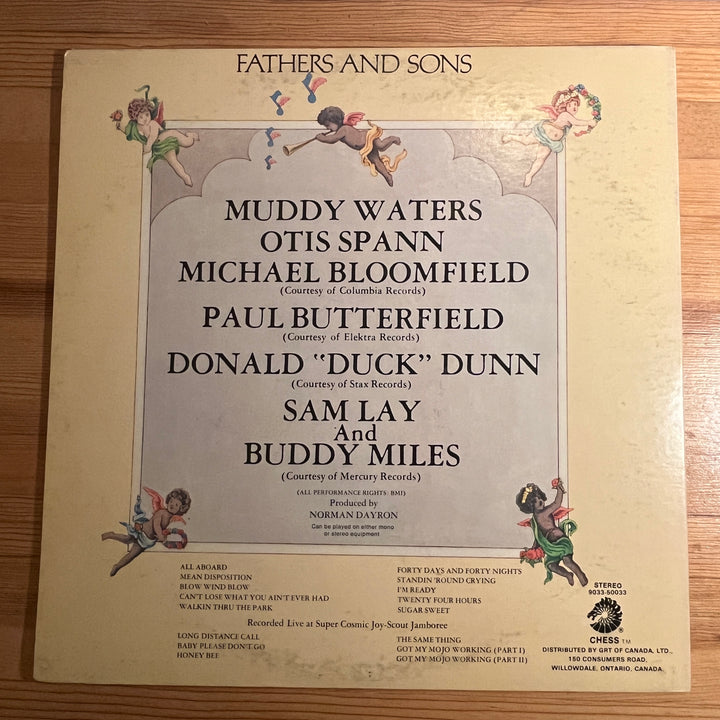 FATHERS AND SONS
MUDDY WATERS
OTIS SPANN
MICHAEL BLOOMFIELD
(Courtesy of Columbia Records)
PAUL BUTTERFIELD
(Courtesy of Elektra Records)
DONALD "DUCK" DUNN
(Courtesy of Stax Records)
SAM LAY
And
BUDDY MILES
(Courtesy of Mercury Records)
(ALL PERFORMANCE RIGHTS: BMI)
Produced by
NORMAN DAYRON
Can be played on either mono
or stereo equipment
ALL ABOARD
MEAN DISPOSITION
BLOW WIND BLOW
CAN'T LOSE WHAT YOU AIN'T EVER HAD
WALKIN THRU THE PARK
FORTY DAYS AND FORTY NIGHTS
STANDIN 'ROUND CRYING
I'M READY
TWENTY FOUR HOURS
SUGAR SWEET
Recorded Live at Super Cosmic Joy-Scout Jamboree
LONG DISTANCE CALL
BABY PLEASE DON'T GO
HONEY BEE
THE SAME THING
GOT MY MOJO WORKING (PART I)
GOT MY MOJO WORKING (PART II)
STEREO
9033-50033
®
CHESS TM
DISTRIBUTED BY GRT OF CANADA, LTD.,
150 CONSUMERS ROAD,
WILLOWDALE, ONTARIO, CANADA